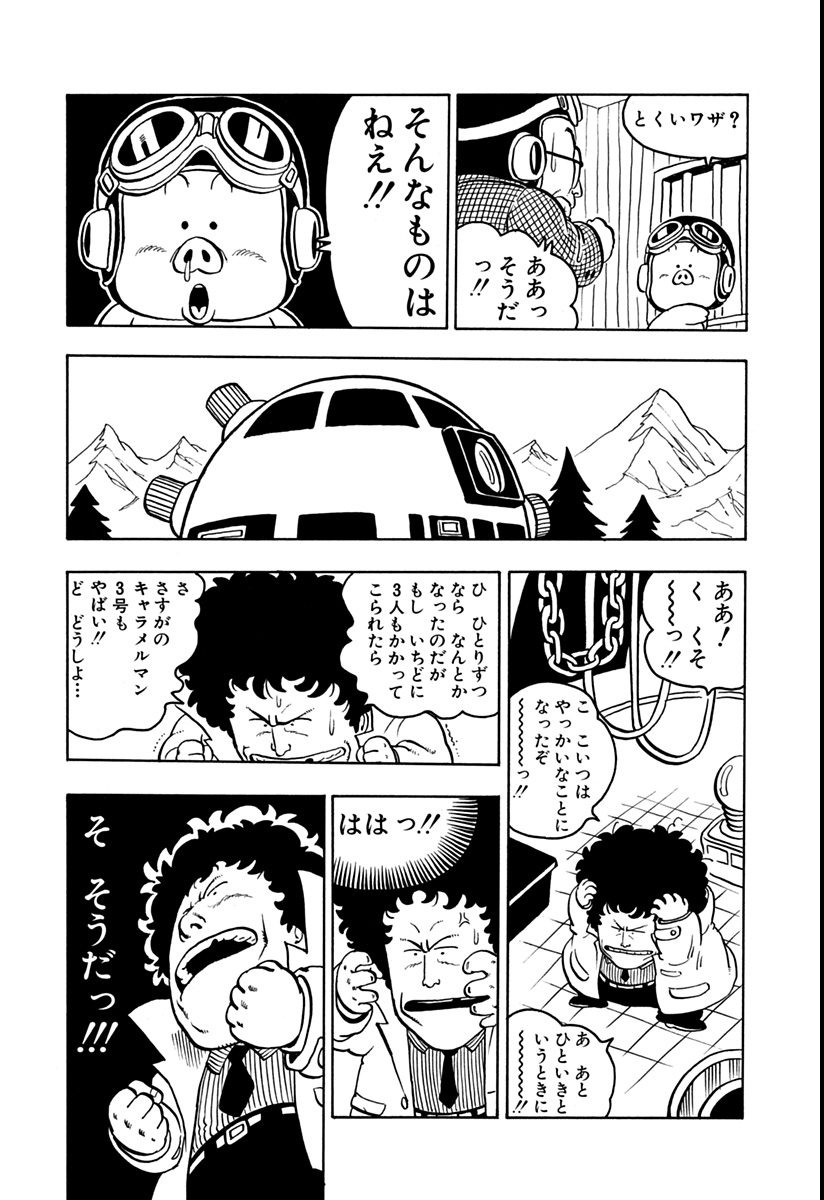 とくいワザ？
ああっ
そうだ
っ!!
そんなものは
ねえ!!
ああ！
く　くそ
〜〜〜っ!!
こ　こいつは
やっかいなことに
なったぞ
〜〜〜〜っ!!
あ　あと
ひといきと
いうときに
〜〜〜〜!!
ひ　ひとりずつ
なら　なんとか
なったのだが
もし　いちどに
3人もかかって
こられたら
さ
さすがの
キャラメルマン
3号も
やばい!!
ど　どうしよ…
ははっ!!
そ　そうだっ!!!